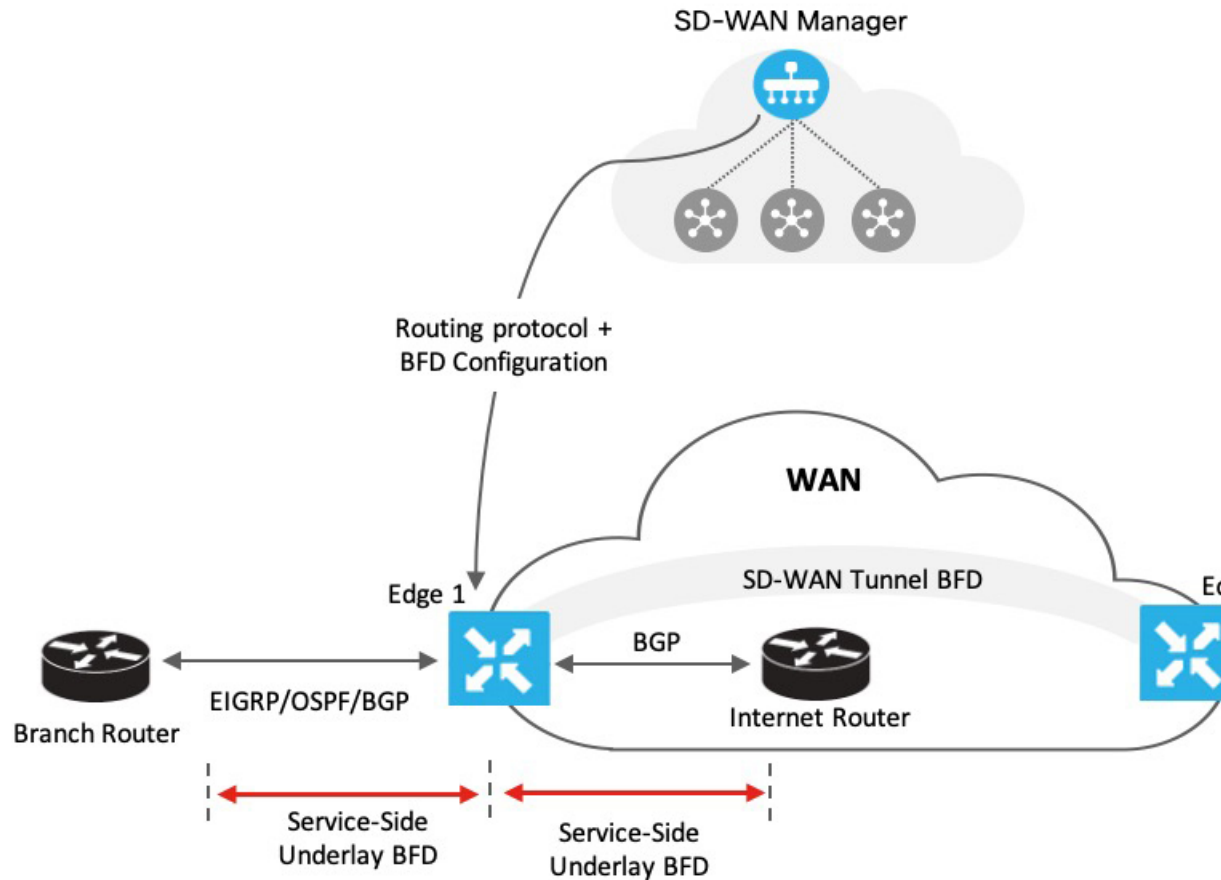 SD-WAN Manager
Routing protocol +
BFD Configuration
WAN
SD-WAN Tunnel BFD
Edge 1
BGP
EIGRP/OSPF/BGP
Branch Router
Internet Router
Service-Side
Underlay BFD
Service-Side
Underlay BFD